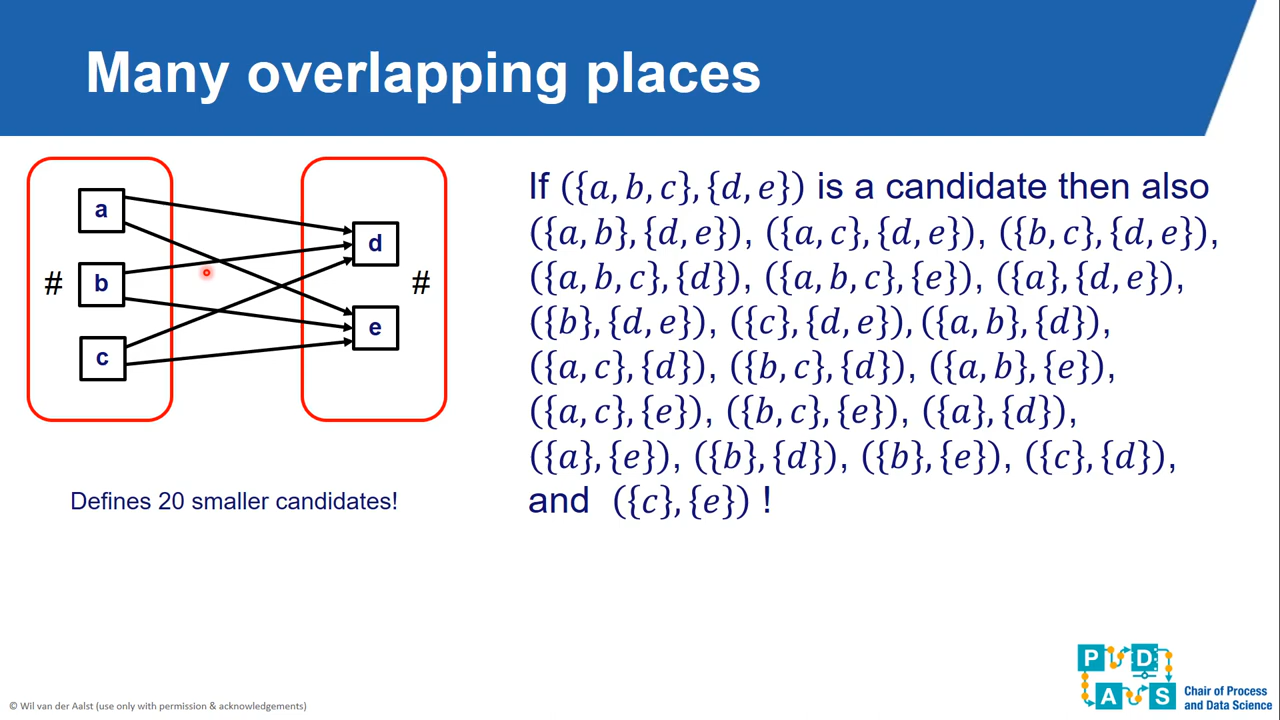 Many overlapping places
a
b
c
#
d
e
#
Defines 20 smaller candidates!
If ({a, b, c}, {d, e}) is a candidate then also
({a, b}, {d, e}), ({a, c}, {d, e}), ({b, c}, {d, e}),
({a, b, c}, {d}), ({a, b, c}, {e}), ({a}, {d, e}),
({b}, {d, e}), ({c}, {d, e}), ({a, b}, {d}),
({a, c}, {d}), ({b, c}, {d}), ({a, b}, {e}),
({a, c}, {e}), ({b, c}, {e}), ({a}, {d}),
({a}, {e}), ({b}, {d}), ({b}, {e}), ({c}, {d}),
and ({c}, {e}) !
P D
A S
Chair of Process
and Data Science
© Wil van der Aalst (use only with permission & acknowledgements)